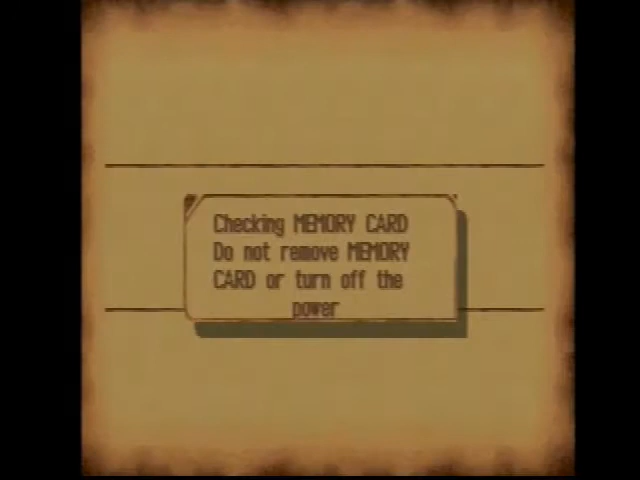 Checking MEMORY CARD
Do not remove MEMORY
CARD or turn off the
power